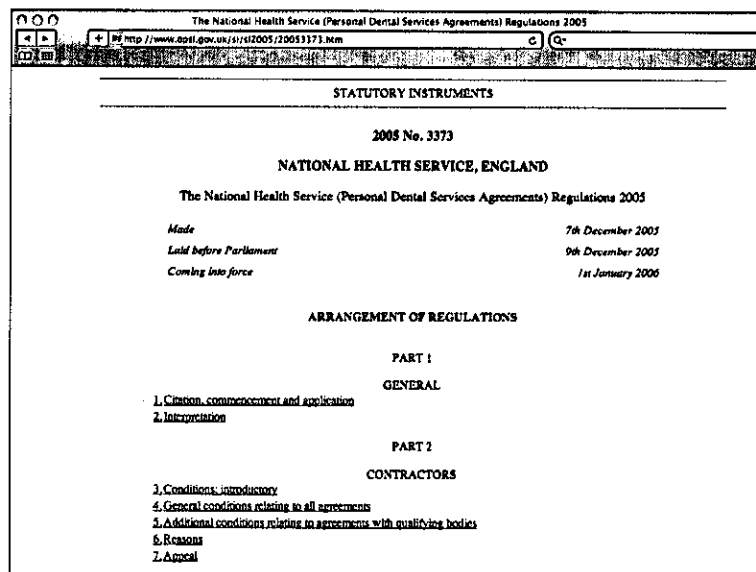 The National Health Service (Personal Dental Services Agreements) Regulations 2005
http://www.opsi.gov.uk/si/si2005/20053373.htm
STATUTORY INSTRUMENTS
2005 No. 3373
NATIONAL HEALTH SERVICE, ENGLAND
The National Health Service (Personal Dental Services Agreements) Regulations 2005
Made 7th December 2005
Laid before Parliament 9th December 2005
Coming into force 1st January 2006
ARRANGEMENT OF REGULATIONS
PART 1
GENERAL
1. Citation, commencement and application
2. Interpretation
PART 2
CONTRACTORS
3. Conditions: introductory
4. General conditions relating to all agreements
5. Additional conditions relating to agreements with qualifying bodies
6. Reasons
7. Appeal